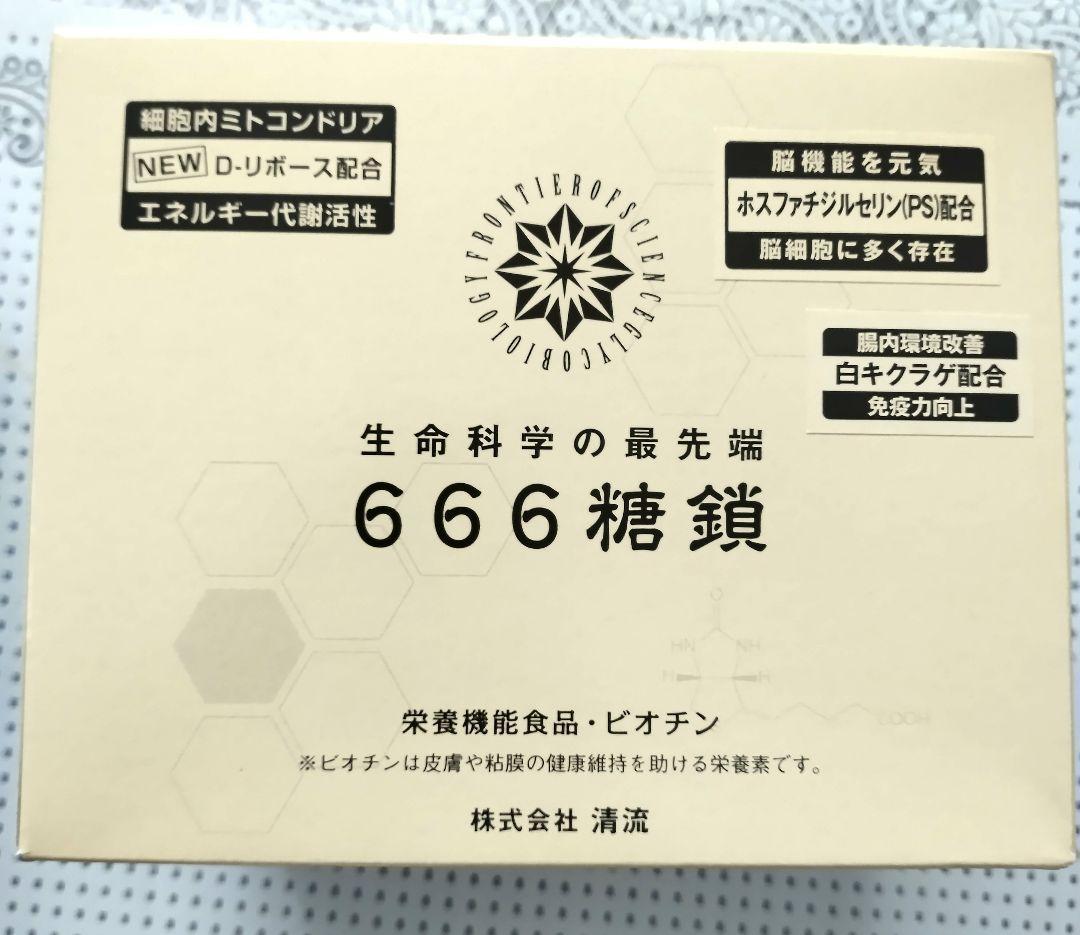 細胞内ミトコンドリア
NEW D-リボース配合
エネルギー代謝活性
脳機能を元気
ホスファチジルセリン(PS)配合
脳細胞に多く存在
FRONTIEROFSCIENCEGLYCOBIOLOGY
腸内環境改善
白キクラゲ配合
免疫力向上
生命科学の最先端
666糖鎖
O
HN NH
H H
COOH
栄養機能食品・ビオチン
※ビオチンは皮膚や粘膜の健康維持を助ける栄養素です。
株式会社 清流